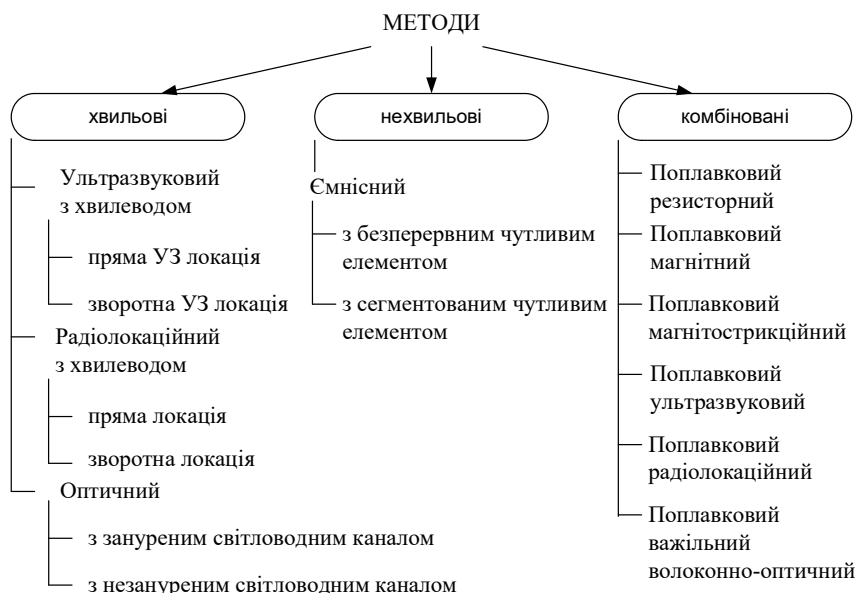 МЕТОДИ
хвильові
Ультразвуковий
з хвилеводом
пряма УЗ локація
зворотна УЗ локація
Радіолокаційний
з хвилеводом
пряма локація
зворотна локація
Оптичний
з зануреним світловодним каналом
з незануреним світловодним каналом
нехвильові
Ємнісний
з безперервним чутливим
елементом
з сегментованим чутливим
елементом
комбіновані
Поплавковий
резисторний
Поплавковий
магнітний
Поплавковий
магнітострикційний
Поплавковий
ультразвуковий
Поплавковий
радіолокаційний
Поплавковий
важільний
волоконно-оптичний